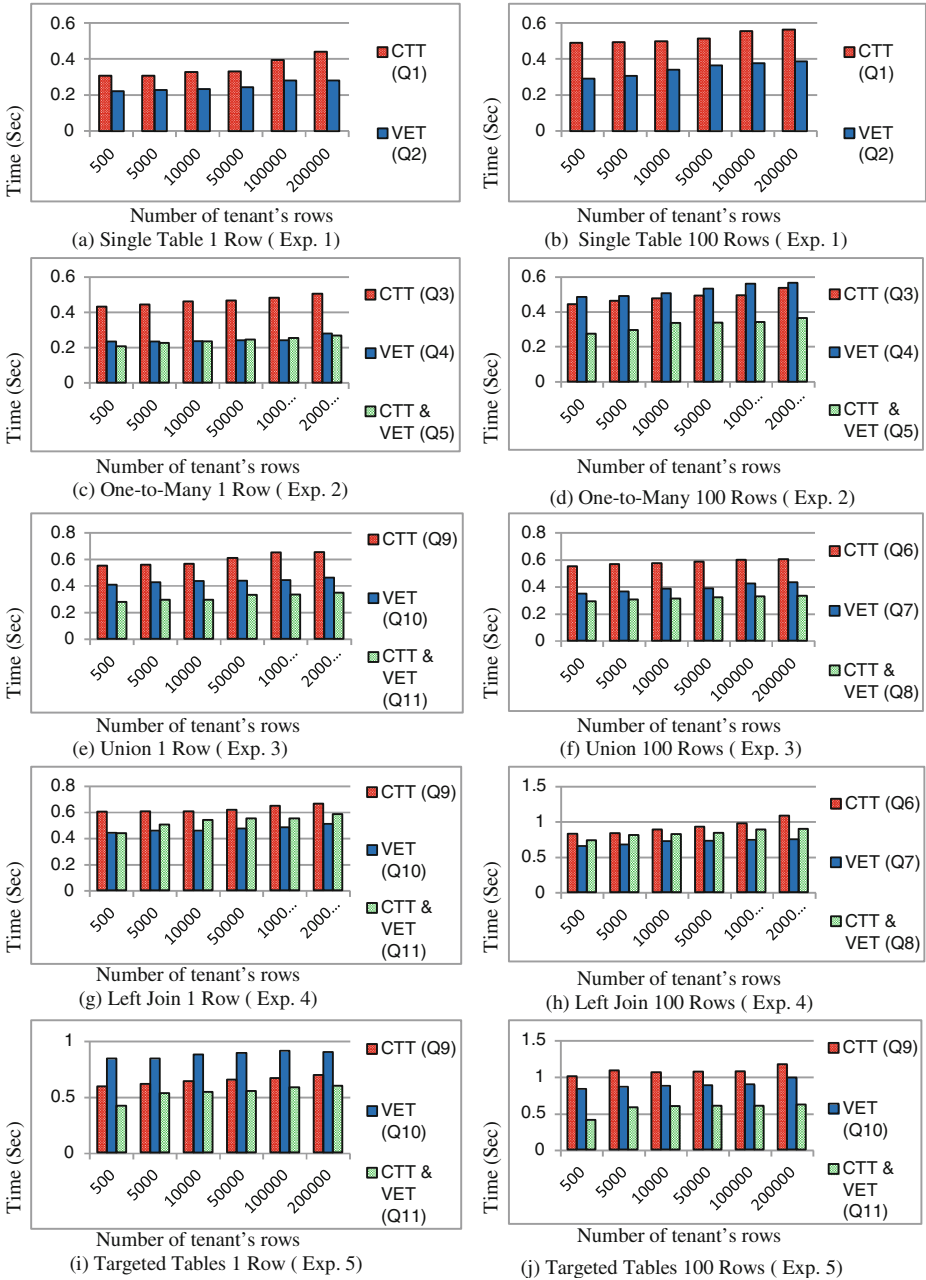 Time (Sec)
0.6
0.4
0.2
0
500
5000
10000
50000
100000
200000
CTT
(Q1)
VET
(Q2)
Number of tenant's rows
(a) Single Table 1 Row ( Exp. 1)
Time (Sec)
0.6
0.4
0.2
0
500
5000
10000
50000
100000
200000
CTT
(Q1)
VET
(Q2)
Number of tenant's rows
(b) Single Table 100 Rows ( Exp. 1)
Time (Sec)
0.6
0.4
0.2
0
500
5000
10000
50000
1000...
2000...
CTT (Q3)
VET (Q4)
CTT &
VET (Q5)
Number of tenant's rows
(c) One-to-Many 1 Row ( Exp. 2)
Time (Sec)
0.6
0.4
0.2
0
500
5000
10000
50000
1000...
2000...
CTT (Q3)
VET (Q4)
CTT &
VET (Q5)
Number of tenant's rows
(d) One-to-Many 100 Rows ( Exp. 2)
Time (Sec)
0.8
0.6
0.4
0.2
0
500
5000
10000
50000
1000...
2000...
CTT (Q9)
VET
(Q10)
CTT &
VET
(Q11)
Number of tenant's rows
(e) Union 1 Row ( Exp. 3)
Time (Sec)
0.8
0.6
0.4
0.2
0
500
5000
10000
50000
100000
200000
CTT (Q6)
VET (Q7)
CTT &
VET (Q8)
Number of tenant's rows
(f) Union 100 Rows ( Exp. 3)
Time (Sec)
0.8
0.6
0.4
0.2
0
500
5000
10000
50000
1000...
2000...
CTT (Q9)
VET
(Q10)
CTT &
VET
(Q11)
Number of tenant's rows
(g) Left Join 1 Row ( Exp. 4)
Time (Sec)
1.5
1
0.5
0
500
5000
10000
50000
1000...
2000...
CTT (Q6)
VET (Q7)
CTT &
VET (Q8)
Number of tenant's rows
(h) Left Join 100 Rows ( Exp. 4)
Time (Sec)
1
0.5
0
500
5000
10000
50000
100000
200000
CTT (Q9)
VET
(Q10)
CTT &
VET
(Q11)
Number of tenant's rows
(i) Targeted Tables 1 Row ( Exp. 5)
Time (Sec)
1.5
1
0.5
0
500
5000
10000
50000
100000
200000
CTT (Q9)
VET
(Q10)
CTT &
VET
(Q11)
Number of tenant's rows
(j) Targeted Tables 100 Rows ( Exp. 5)